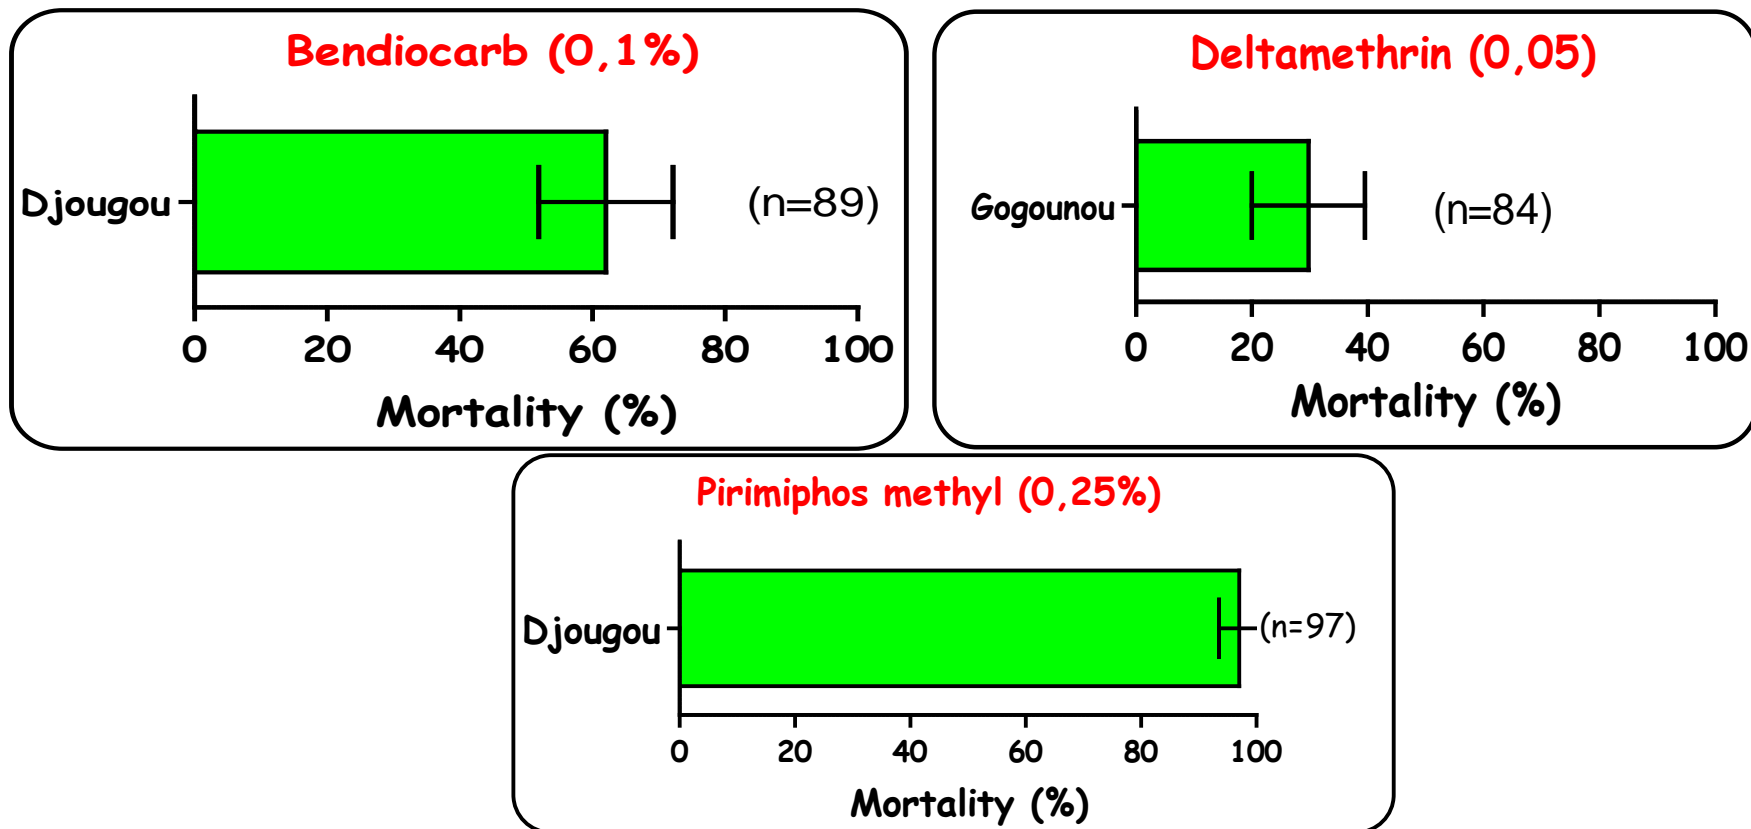 Bendiocarb (0,1%)
Djougou
(n=89)
0 20 40 60 80 100
Mortality (%)
Deltamethrin (0,05)
Gogounou
(n=84)
0 20 40 60 80 100
Mortality (%)
Pirimiphos methyl (0,25%)
Djougou
(n=97)
0 20 40 60 80 100
Mortality (%)